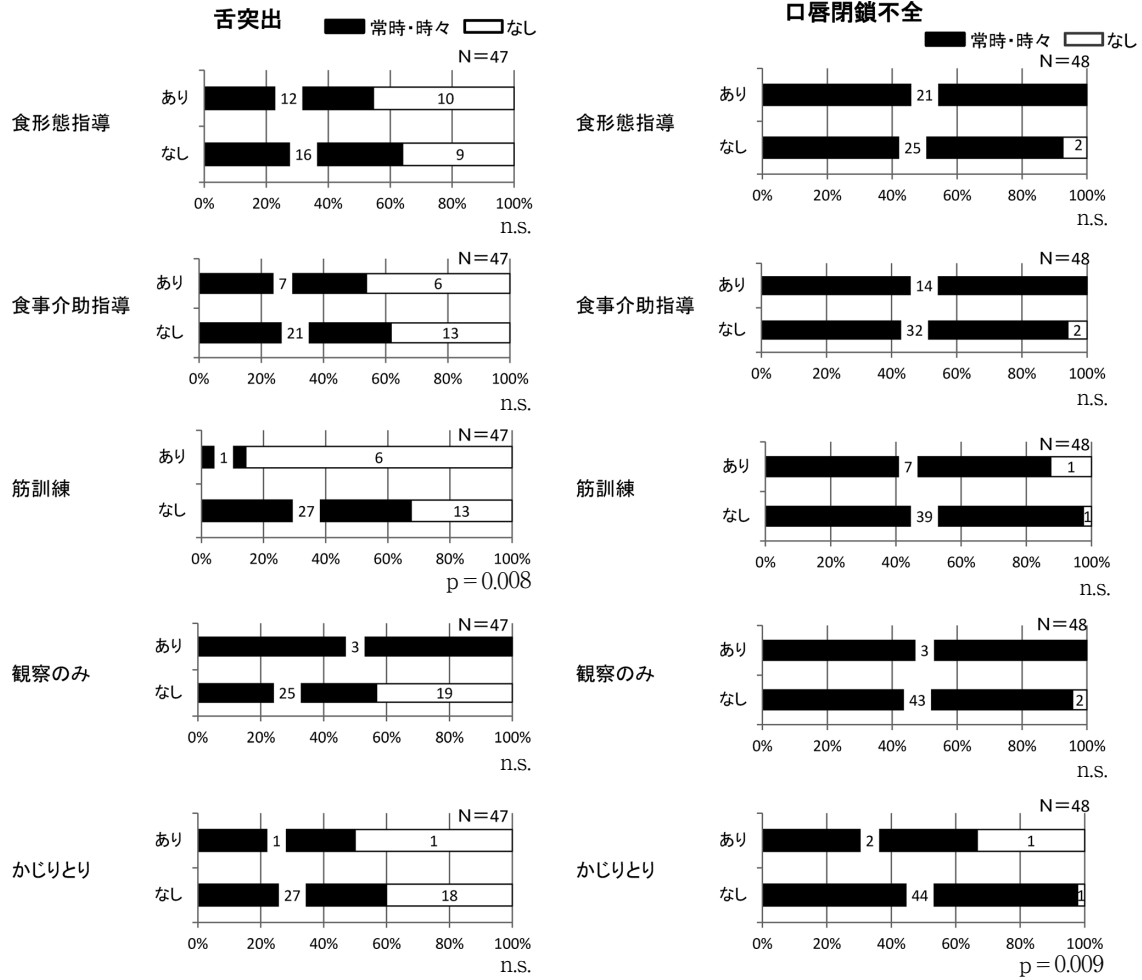 舌突出
常時・時々 なし
N=47
あり 12 10
食形態指導
なし 16 9
0% 20% 40% 60% 80% 100%
n.s.
N=47
あり 7 6
食事介助指導
なし 21 13
0% 20% 40% 60% 80% 100%
n.s.
N=47
あり 1 6
筋訓練
なし 27 13
0% 20% 40% 60% 80% 100%
p = 0.008
N=47
あり 3
観察のみ
なし 25 19
0% 20% 40% 60% 80% 100%
n.s.
N=47
あり 1 1
かじりとり
なし 27 18
0% 20% 40% 60% 80% 100%
n.s.
口唇閉鎖不全
常時・時々 なし
N=48
あり 21
食形態指導
なし 25 2
0% 20% 40% 60% 80% 100%
n.s.
N=48
あり 14
食事介助指導
なし 32 2
0% 20% 40% 60% 80% 100%
n.s.
N=48
あり 7 1
筋訓練
なし 39 1
0% 20% 40% 60% 80% 100%
n.s.
N=48
あり 3
観察のみ
なし 43 2
0% 20% 40% 60% 80% 100%
n.s.
N=48
あり 2 1
かじりとり
なし 44 1
0% 20% 40% 60% 80% 100%
p = 0.009